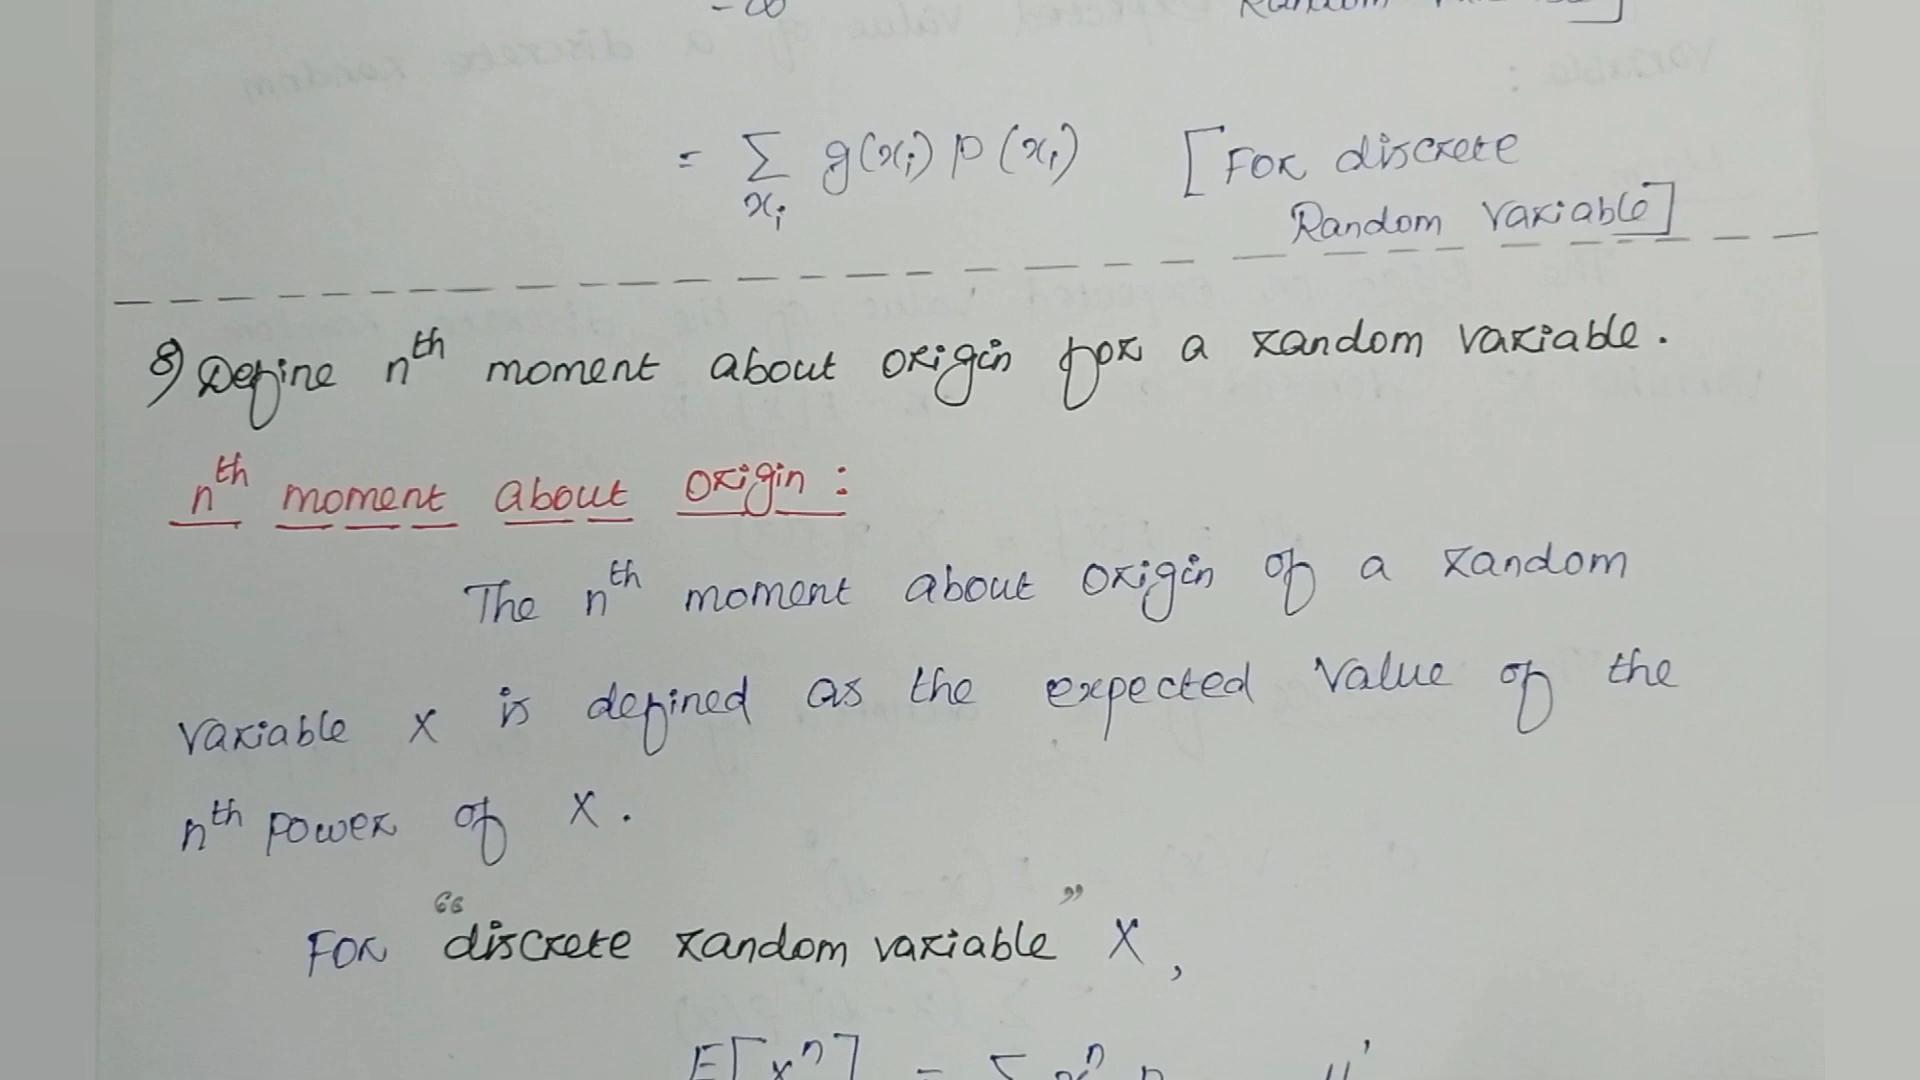 -∞
= Σ g(xᵢ) p(xᵢ) [For discrete
xᵢ Random variable]
8) Define nᵗʰ moment about origin for a random variable.
nᵗʰ moment about origin :
The nᵗʰ moment about origin of a random
variable X is defined as the expected value of the
nᵗʰ power of X.
For “discrete random variable” X,
E[Xⁿ] = Σ xⁿ